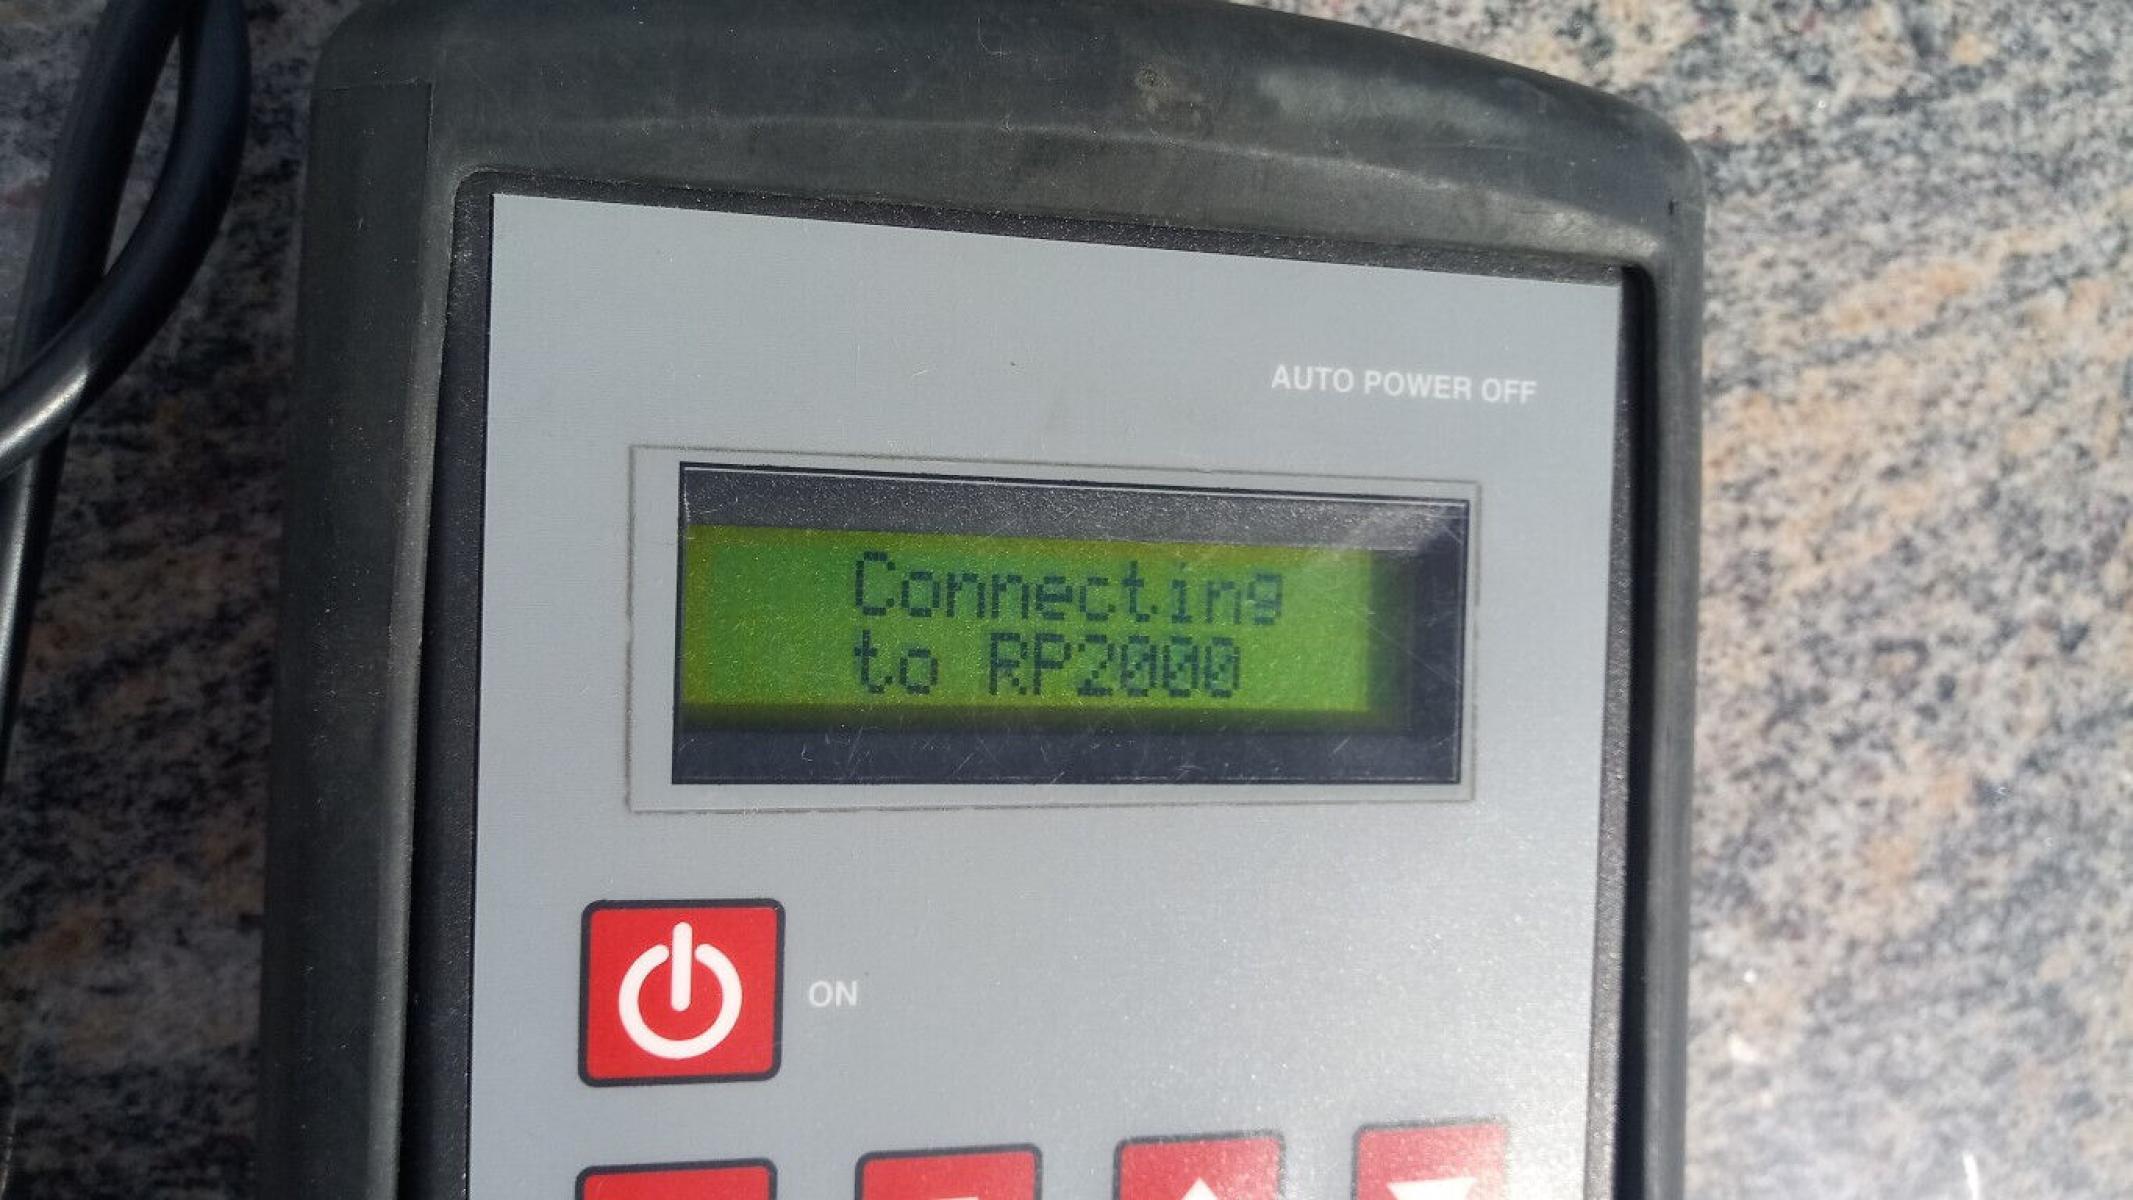 AUTO POWER OFF
Connecting
to RP2000
ON